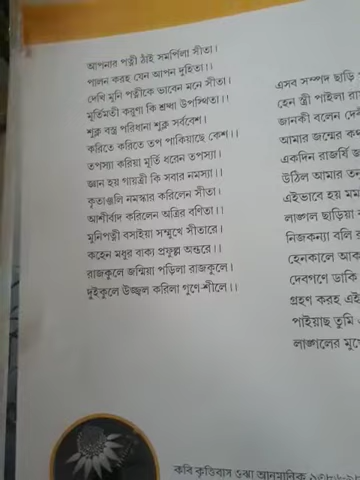 আপনার পত্নী ঠাঁই সমর্পিলা সীতা।
পালন করহ যেন আপন দুহিতা।।
দেখি মুনি পত্নীকে ভাবেন মনে সীতা।
মূর্তিমতী করুণা কি শ্রদ্ধা উপস্থিতা।।
শুক্ল বস্ত্র পরিধানা শুক্ল সর্ববেশ।
করিতে করিতে তপ পাকিয়াছে কেশ।।
তপস্যা করিয়া মূর্তি ধরেন তপস্যা।
জ্ঞান হয় গায়ত্রী কি সবার নমস্যা।।
কৃতাঞ্জলি নমস্কার করিলেন সীতা।
আর্শীবাদ করিলেন অত্রির বণিতা।।
মুনিপত্নী বসাইয়া সম্মুখে সীতারে।
কহেন মধুর বাক্য প্রফুল্ল অন্তরে।।
রাজকুলে জন্মিয়া পড়িলা রাজকুলে।
দুইকুলে উজ্জ্বল করিলা গুণে-শীলে।।
এসব সম্পদ ছাড়ি
হেন স্ত্রী পাইলা
জানকী বলেন
আমার জন্মের
একদিন রাজর্ষি
উঠিল আমার
এইভাবে হয়
লাঙ্গল ছাড়িয়া
নিজকন্যা বলি
হেনকালে
দেবগণে ডাকি
গ্রহণ করহ এই
পাইয়াছ তুমি
লাঙ্গলের মুখে
কবি কৃত্তিবাস ওঝা আনুমানিক